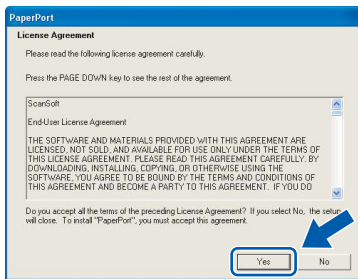 PaperPort
License Agreement
Please read the following license agreement carefully.
Press the PAGE DOWN key to see the rest of the agreement.
ScanSoft
End-User License Agreement
THE SOFTWARE AND MATERIALS PROVIDED WITH THIS AGREEMENT ARE
LICENSED, NOT SOLD, AND AVAILABLE FOR USE ONLY UNDER THE TERMS OF
THIS LICENSE AGREEMENT. PLEASE READ THIS AGREEMENT CAREFULLY. BY
DOWNLOADING, INSTALLING, COPYING, OR OTHERWISE USING THE
SOFTWARE, YOU AGREE TO BE BOUND BY THE TERMS AND CONDITIONS OF
THIS AGREEMENT AND BECOME A PARTY TO THIS AGREEMENT. IF YOU DO
Do you accept all the terms of the preceding License Agreement? If you select No, the setup
will close. To install "PaperPort", you must accept this agreement.
Yes
No